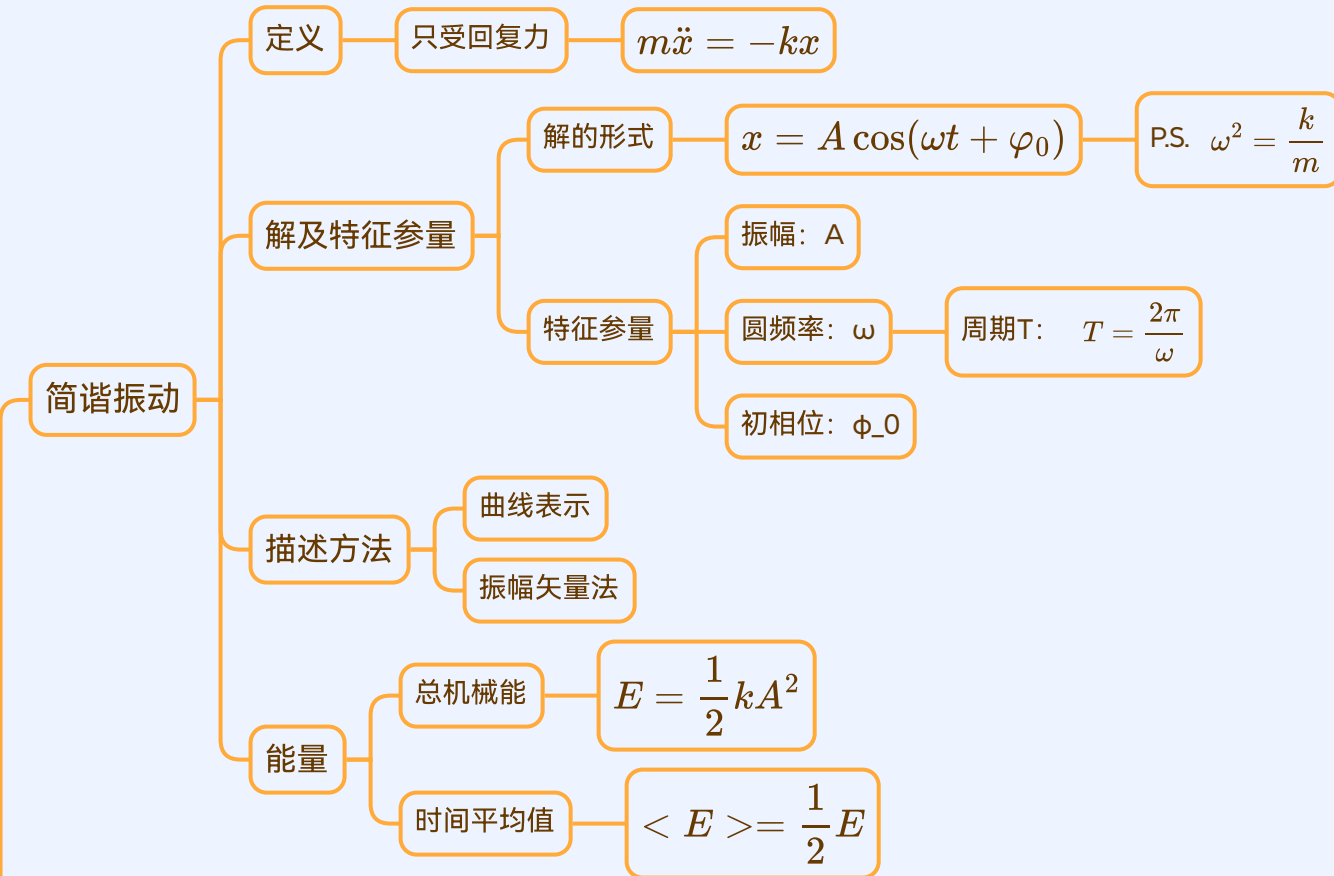 定义
只受回复力
mẍ = −kx
解的形式
x = A cos(ωt + φ₀)
P.S. ω² = k/m
解及特征参量
振幅：A
特征参量
圆频率：ω
周期T： T = 2π/ω
初相位：φ_0
简谐振动
曲线表示
描述方法
振幅矢量法
总机械能
E = 1/2 kA²
能量
时间平均值
< E >= 1/2 E